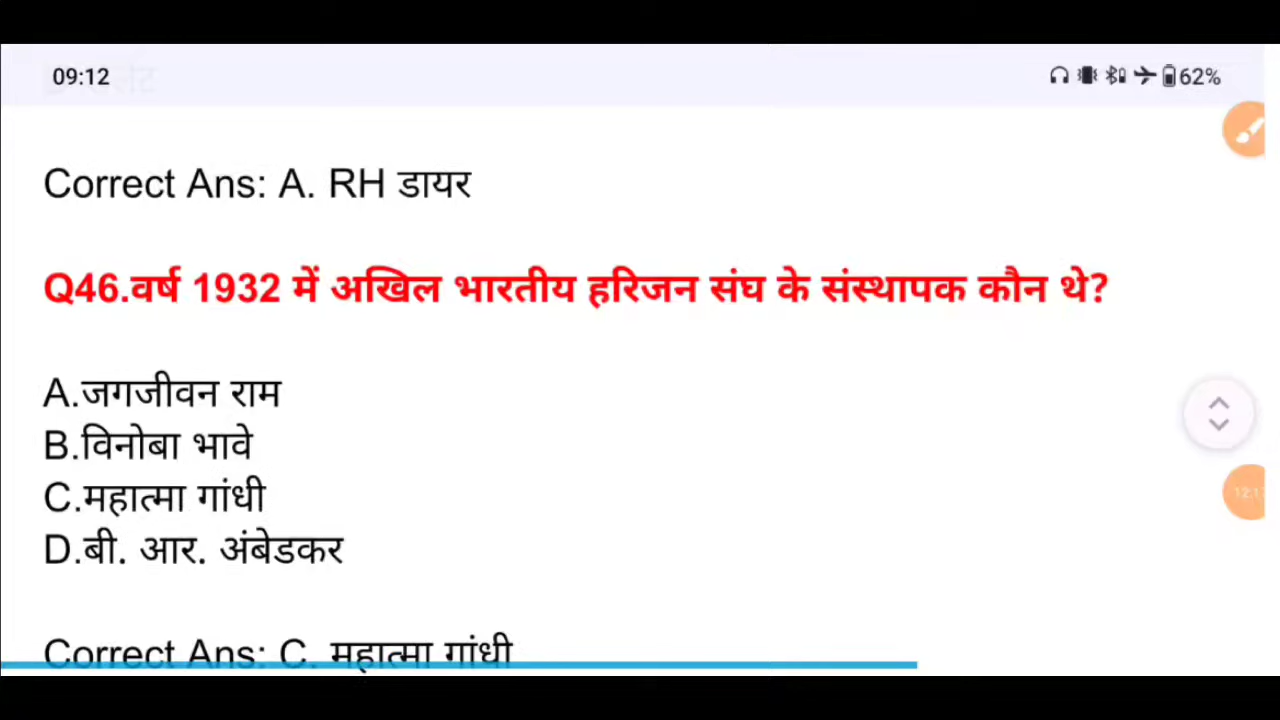 09:12 62%
Correct Ans: A. RH डायर
Q46.वर्ष 1932 में अखिल भारतीय हरिजन संघ के संस्थापक कौन थे?
A.जगजीवन राम
B.विनोबा भावे
C.महात्मा गांधी
D.बी. आर. अंबेडकर
Correct Ans: C. महात्मा गांधी